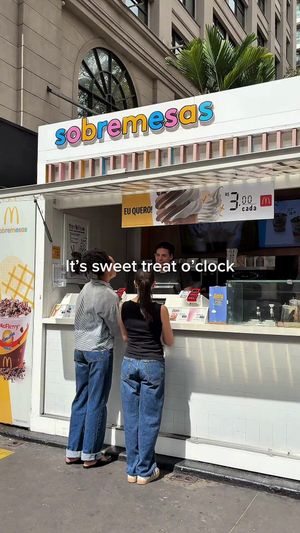 sobremesas
EU QUERO!
R$ 3,00
cada
It's sweet treat o'clock
sobremesas
McFlurry